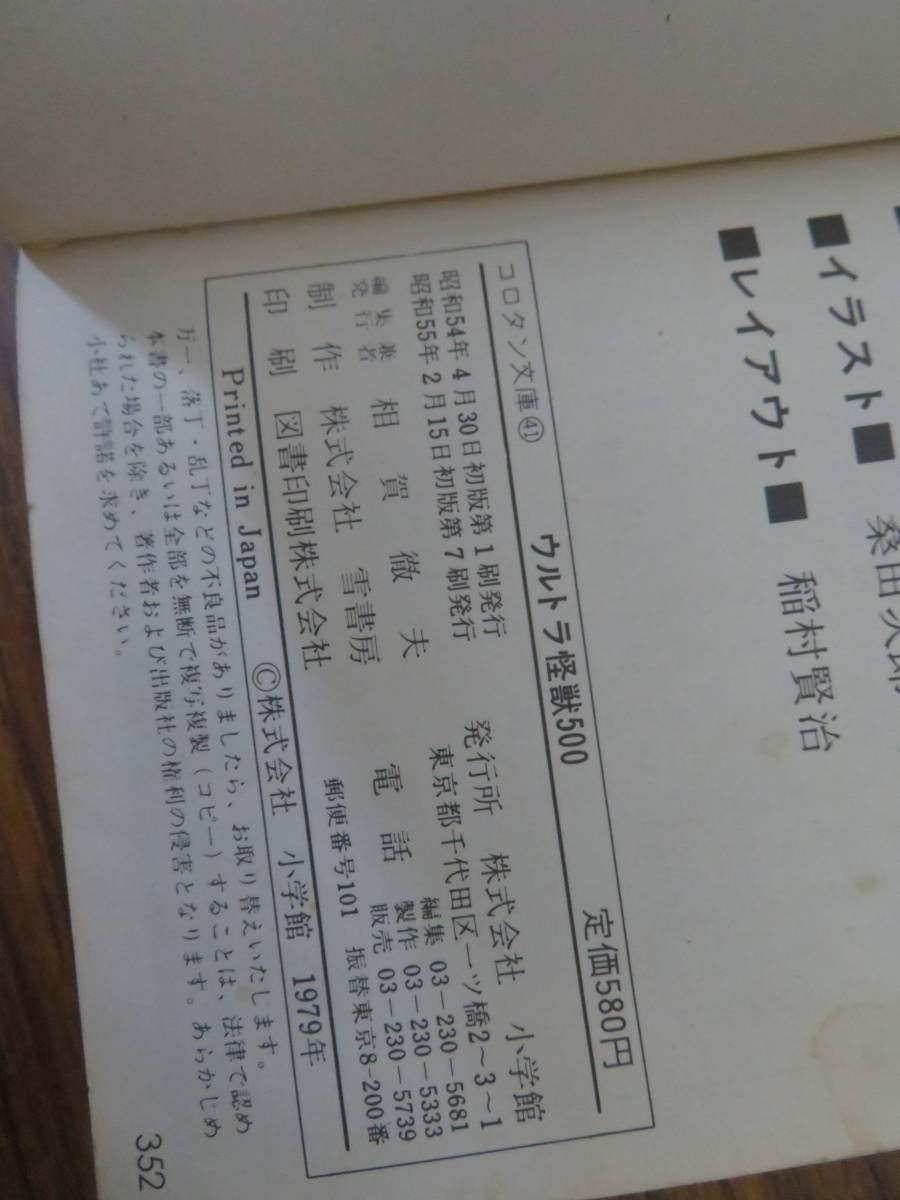 ■イラスト■
■レイアウト■ 稲村賢治
コロタン文庫㊶ ウルトラ怪獣500 定価580円
昭和54年 4月30日初版第1刷発行
昭和55年 2月15日初版第7刷発行
編集兼発行者 相賀徹夫
制作 株式会社 雪書房
印刷 図書印刷株式会社
発行所 株式会社 小学館
東京都千代田区一ツ橋2〜3〜1
電話 編集 03-230-5681
製作 03-230-5333
販売 03-230-5739
郵便番号101 振替東京8-200番
Printed in Japan ©株式会社 小学館 1979年
万一、落丁・乱丁などの不良品がありましたら、お取り替えいたします。
本書の一部あるいは全部を無断で複写複製（コピー）することは、法律で認め
られた場合を除き、著作者および出版社の権利の侵害となります。あらかじめ
小社あて許諾を求めてください。
352